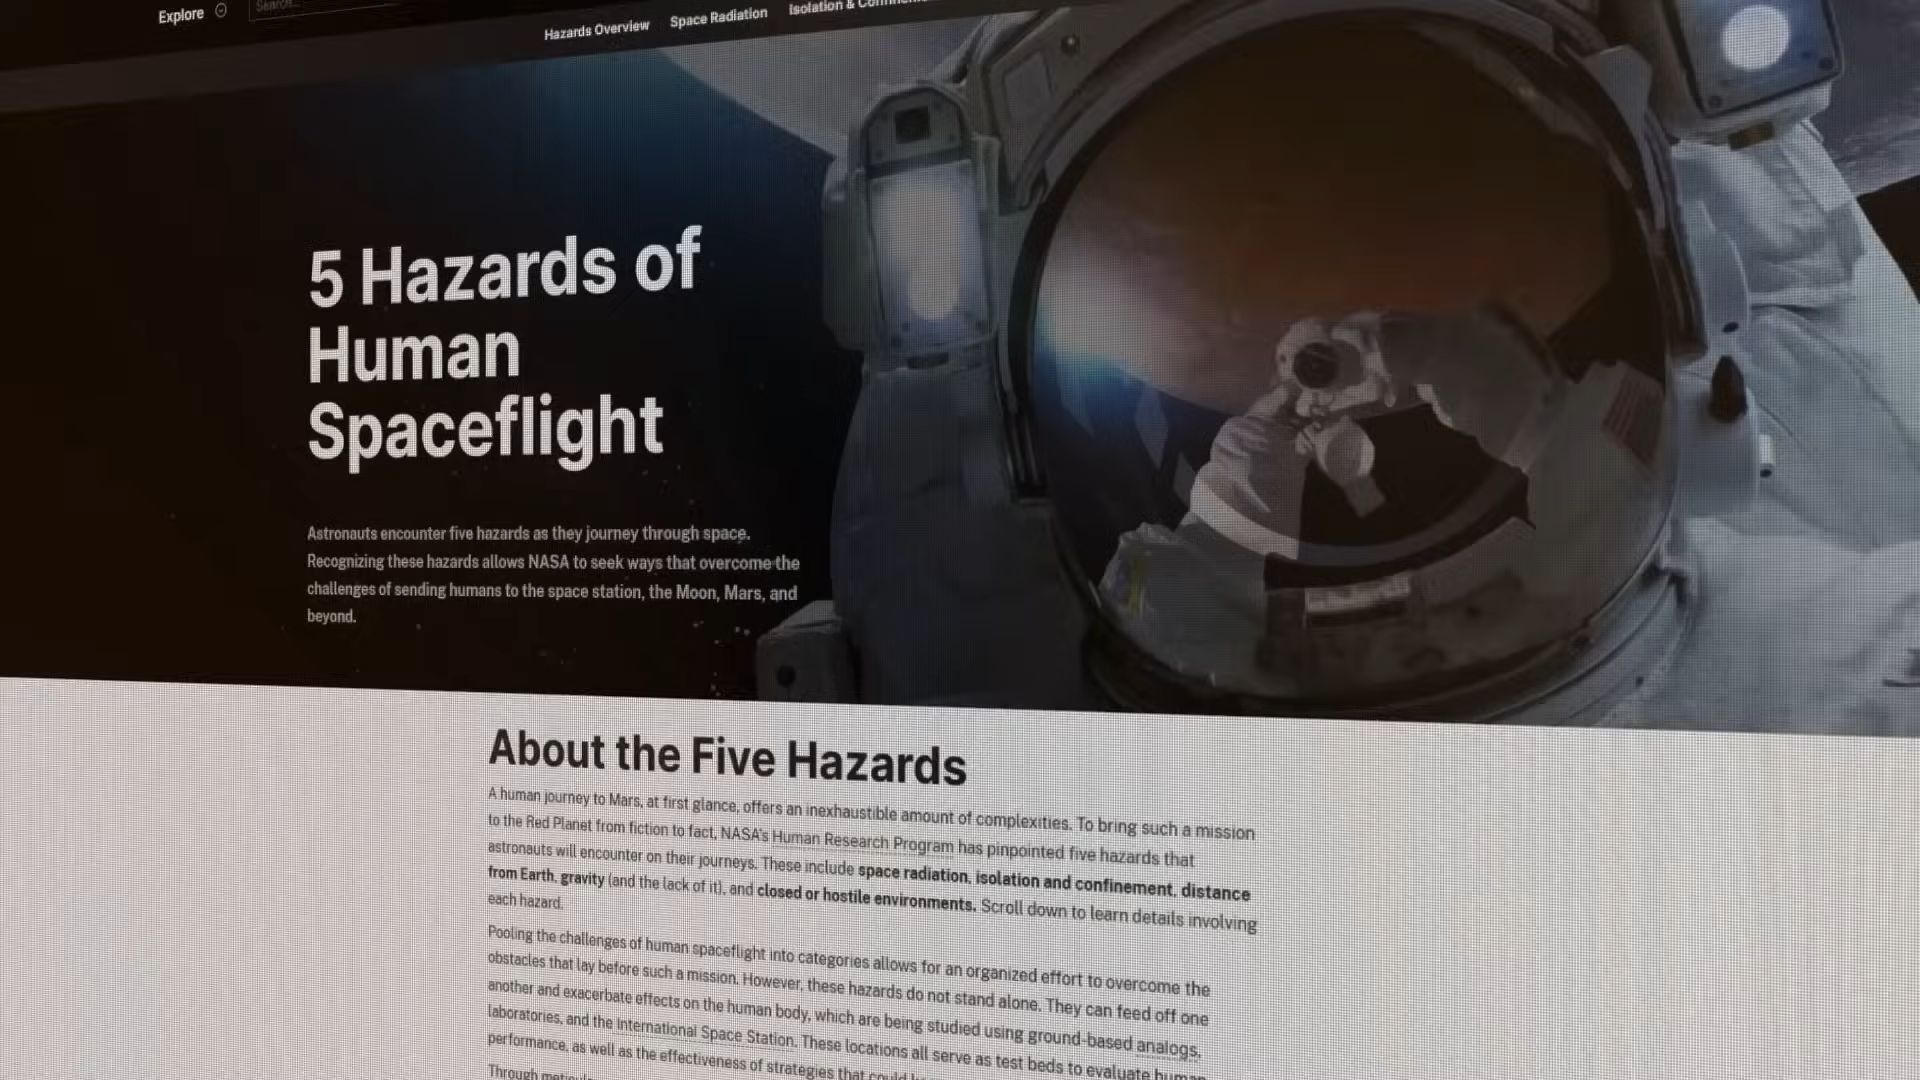 Explore
Search...
Hazards Overview
Space Radiation
Isolation &
5 Hazards of
Human
Spaceflight
Astronauts encounter five hazards as they journey through space.
Recognizing these hazards allows NASA to seek ways that overcome the
challenges of sending humans to the space station, the Moon, Mars, and
beyond.
About the Five Hazards
A human journey to Mars, at first glance, offers an inexhaustible amount of complexities. To bring such a mission
to the Red Planet from fiction to fact, NASA's Human Research Program has pinpointed five hazards that
astronauts will encounter on their journeys. These include space radiation, isolation and confinement, distance
from Earth, gravity (and the lack of it), and closed or hostile environments. Scroll down to learn details involving
each hazard.
Pooling the challenges of human spaceflight into categories allows for an organized effort to overcome the
obstacles that lay before such a mission. However, these hazards do not stand alone. They can feed off one
another and exacerbate effects on the human body, which are being studied using ground-based analogs,
laboratories, and the International Space Station. These locations all serve as test beds to evaluate human
performance, as well as the effectiveness of strategies that could
Through